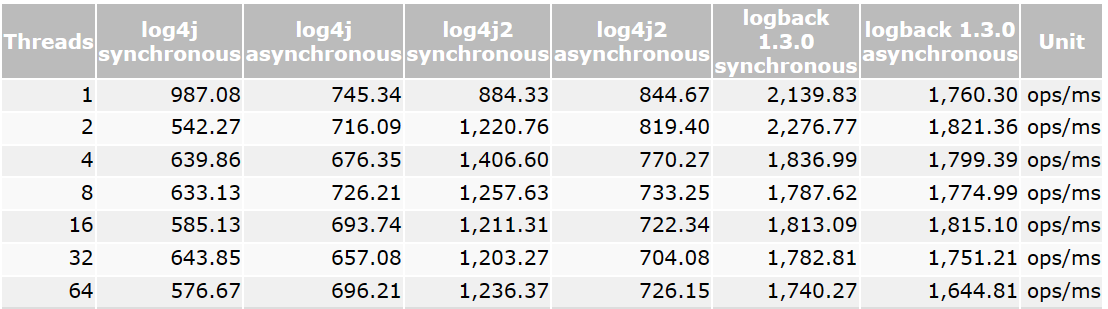 Threads log4j synchronous log4j asynchronous log4j2 synchronous log4j2 asynchronous logback 1.3.0 synchronous logback 1.3.0 asynchronous Unit
1 987.08 745.34 884.33 844.67 2,139.83 1,760.30 ops/ms
2 542.27 716.09 1,220.76 819.40 2,276.77 1,821.36 ops/ms
4 639.86 676.35 1,406.60 770.27 1,836.99 1,799.39 ops/ms
8 633.13 726.21 1,257.63 733.25 1,787.62 1,774.99 ops/ms
16 585.13 693.74 1,211.31 722.34 1,813.09 1,815.10 ops/ms
32 643.85 657.08 1,203.27 704.08 1,782.81 1,751.21 ops/ms
64 576.67 696.21 1,236.37 726.15 1,740.27 1,644.81 ops/ms